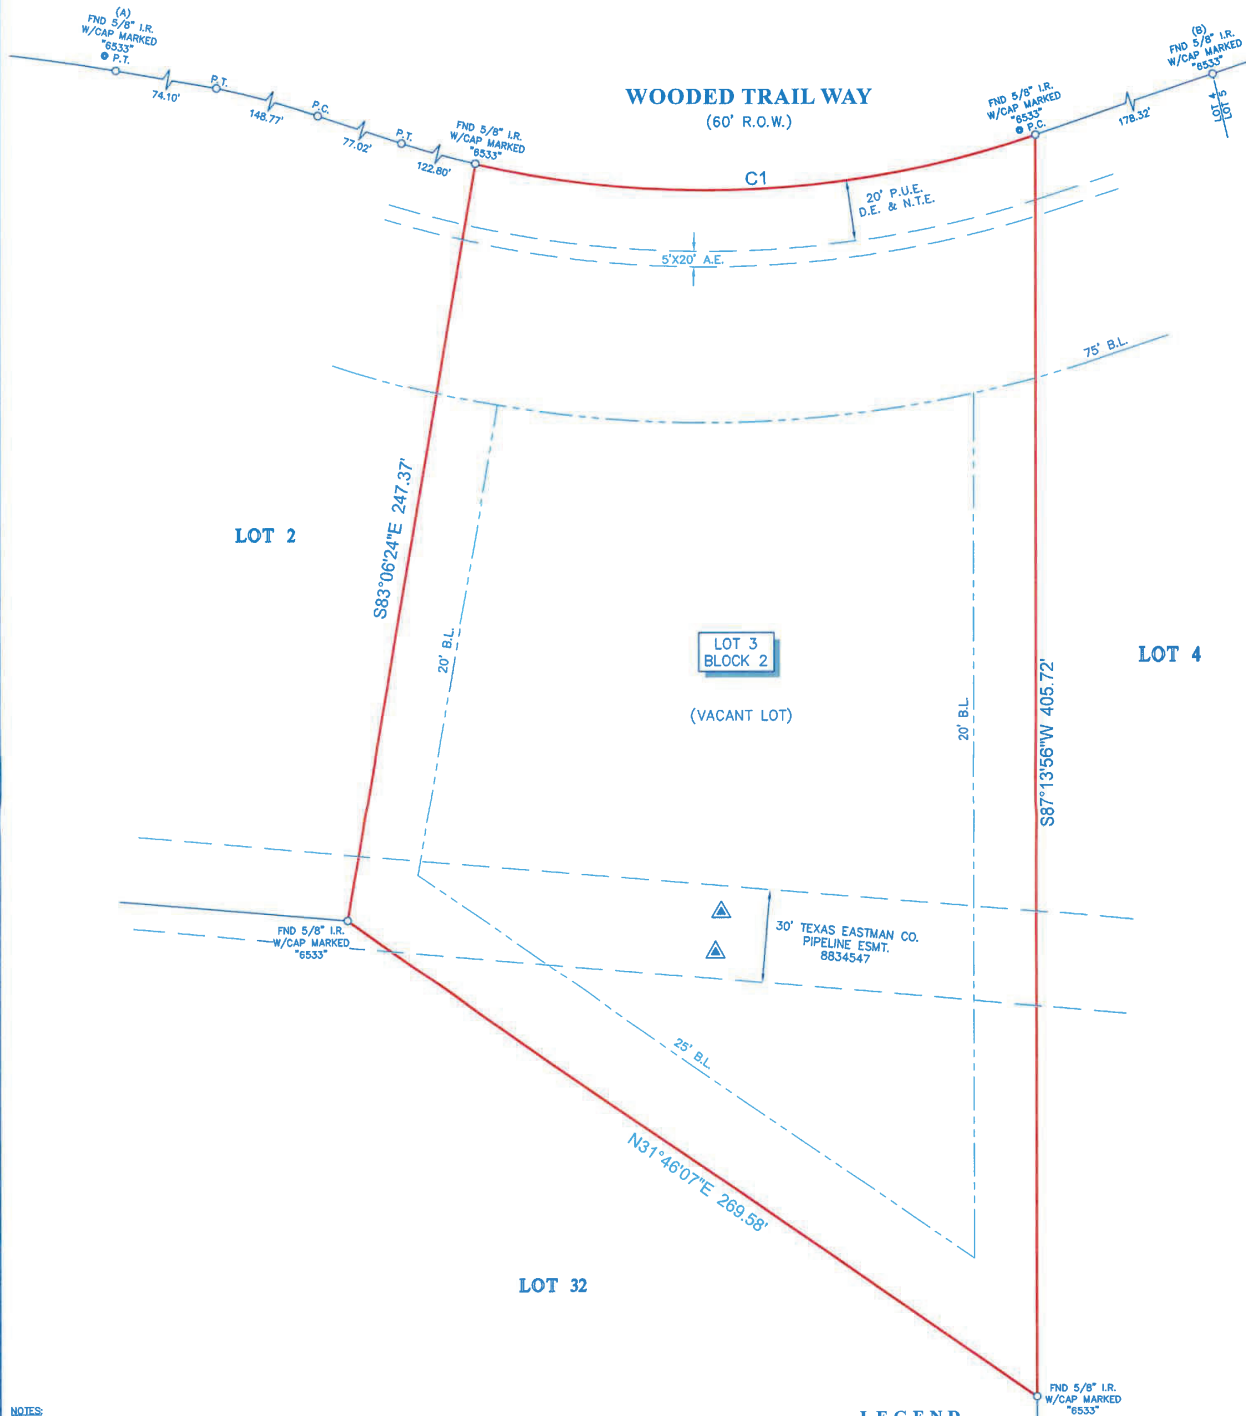 (A)
FND 5/8" I.R.
W/CAP MARKED
"6533"
P.T.
74.10'
P.T.
148.77'
P.C.
77.02'
P.T.
122.80'
FND 5/8" I.R.
W/CAP MARKED
"6533"
WOODED TRAIL WAY
(60' R.O.W.)
FND 5/8" I.R.
W/CAP MARKED
"6533"
P.C.
178.32'
(B)
FND 5/8" I.R.
W/CAP MARKED
"6533"
LOT 4
LOT 5
C1
20' P.U.E.
D.E. & N.T.E.
5'X20' A.E.
75' B.L.
S83°06'24"E 247.37'
LOT 2
20' B.L.
LOT 3
BLOCK 2
(VACANT LOT)
20' B.L.
S87°13'56"W 405.72'
LOT 4
FND 5/8" I.R.
W/CAP MARKED
"6533"
30' TEXAS EASTMAN CO.
PIPELINE ESMT.
8834547
25' B.L.
N31°46'07"E 269.58'
LOT 32
FND 5/8" I.R.
W/CAP MARKED
"6533"
NOTES:
LEGEND